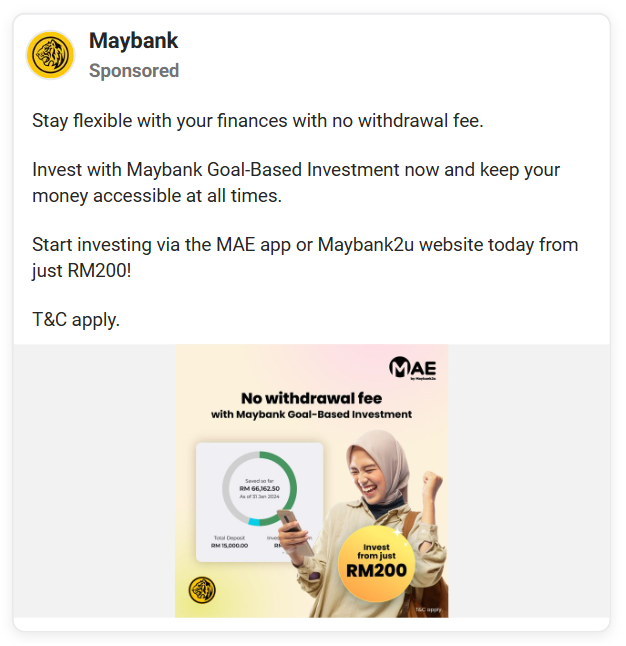 Maybank
Sponsored
Stay flexible with your finances with no withdrawal fee.
Invest with Maybank Goal-Based Investment now and keep your
money accessible at all times.
Start investing via the MAE app or Maybank2u website today from
just RM200!
T&C apply.
MAE
by Maybank2u
No withdrawal fee
with Maybank Goal-Based Investment
Saved so far
RM 66,162.50
As of 31 Jan 2024
Total Deposit
RM 15,000.00
Invest
from just
RM200
T&C apply.